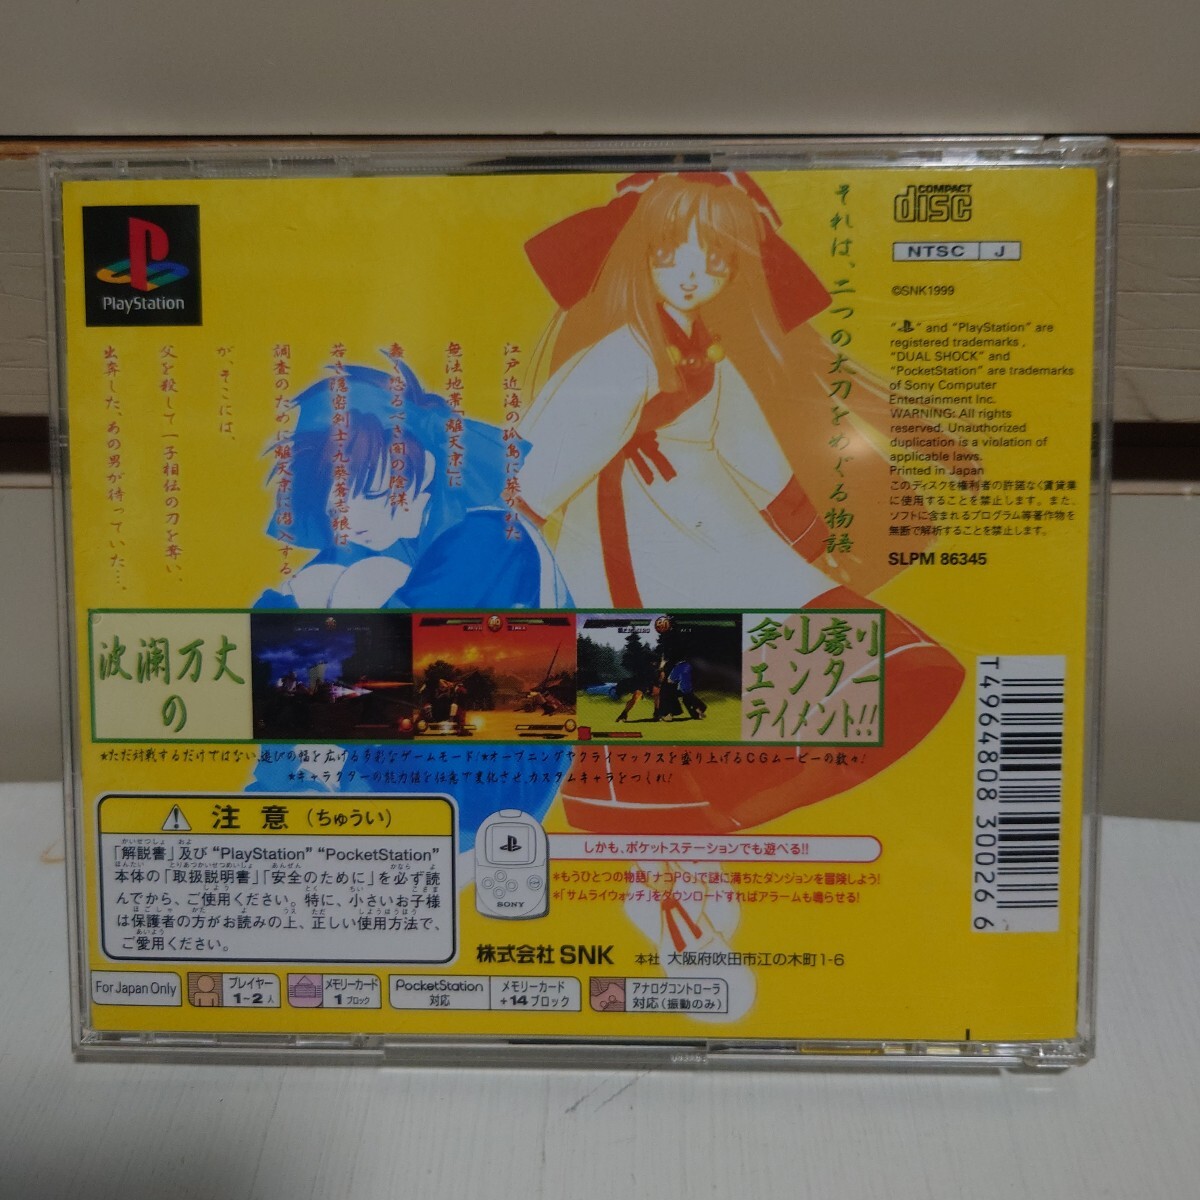 PlayStation
それは、二つの太刀をめぐる物語
江戸近海の孤島に築かれた
無法地帯「離天京」に
蠢く恐るべき闇の陰謀、
若き隠密剣士・九葵蒼志狼は
調査のために離天京に潜入する。
が、そこには、
父を殺して一子相伝の刀を奪い、
出奔した、あの男が待っていた…。
COMPACT
disc
NTSC J
©SNK1999
"PS" and "PlayStation" are
registered trademarks,
"DUAL SHOCK" and
"PocketStation" are trademarks
of Sony Computer
Entertainment Inc.
WARNING: All rights
reserved. Unauthorized
duplication is a violation of
applicable laws.
Printed in Japan
このディスクを権利者の許諾なく賃貸業
に使用することを禁止します。また、
ソフトに含まれるプログラム等著作物を
無断で解析することを禁止します。
SLPM 86345
波瀾万丈
の
剣り劇り
エンター
テイメント!!
*ただ対戦するだけではない、遊びの幅を広げる多彩なゲームモード!*オープニングやクライマックスを盛り上げるCGムービーの数々!
*キャラクターの能力値を任意で変化させ、カスタムキャラをつくれ!
T4964808 30026 6
注意(ちゅうい)
「解説書」及び"PlayStation" "PocketStation"
本体の「取扱説明書」「安全のために」を必ず読
んでから、ご使用ください。特に、小さいお子様
は保護者の方がお読みの上、正しい使用方法で、
ご愛用ください。
SONY
しかも、ポケットステーションでも遊べる!!
*もうひとつの物語「ナコPG」で謎に満ちたダンジョンを冒険しよう!
*「サムライウォッチ」をダウンロードすればアラームも鳴らせる!
株式会社SNK 本社 大阪府吹田市江の木町1-6
For Japan Only
プレイヤー
1~2人
メモリーカード
1ブロック
PocketStation
対応
メモリーカード
+14ブロック
アナログコントローラ
対応(振動のみ)